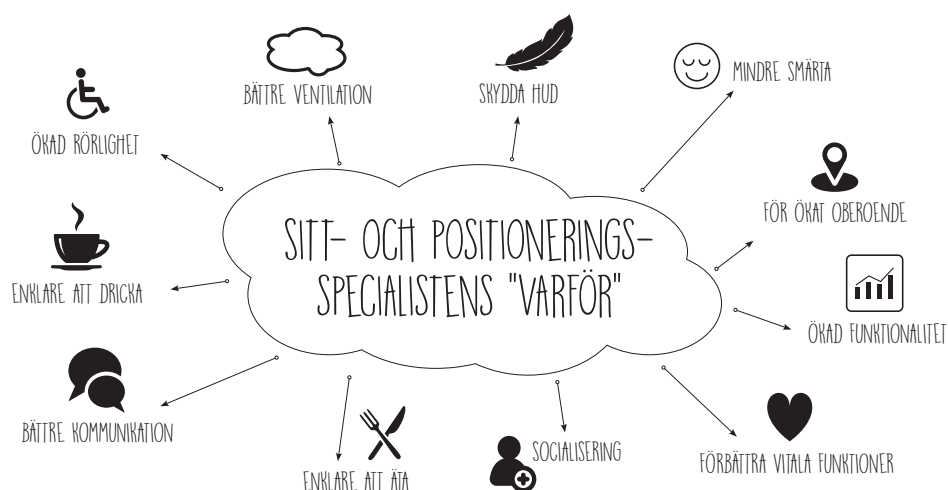 BÄTTRE VENTILATION
SKYDDA HUD
MINDRE SMÄRTA
ÖKAD RÖRLIGHET
FÖR ÖKAT OBEROENDE
SITT- OCH POSITIONERINGS-
SPECIALISTENS "VARFÖR"
ENKLARE ATT DRICKA
ÖKAD FUNKTIONALITET
BÄTTRE KOMMUNIKATION
SOCIALISERING
FÖRBÄTTRA VITALA FUNKTIONER
ENKLARE ATT ÄTA